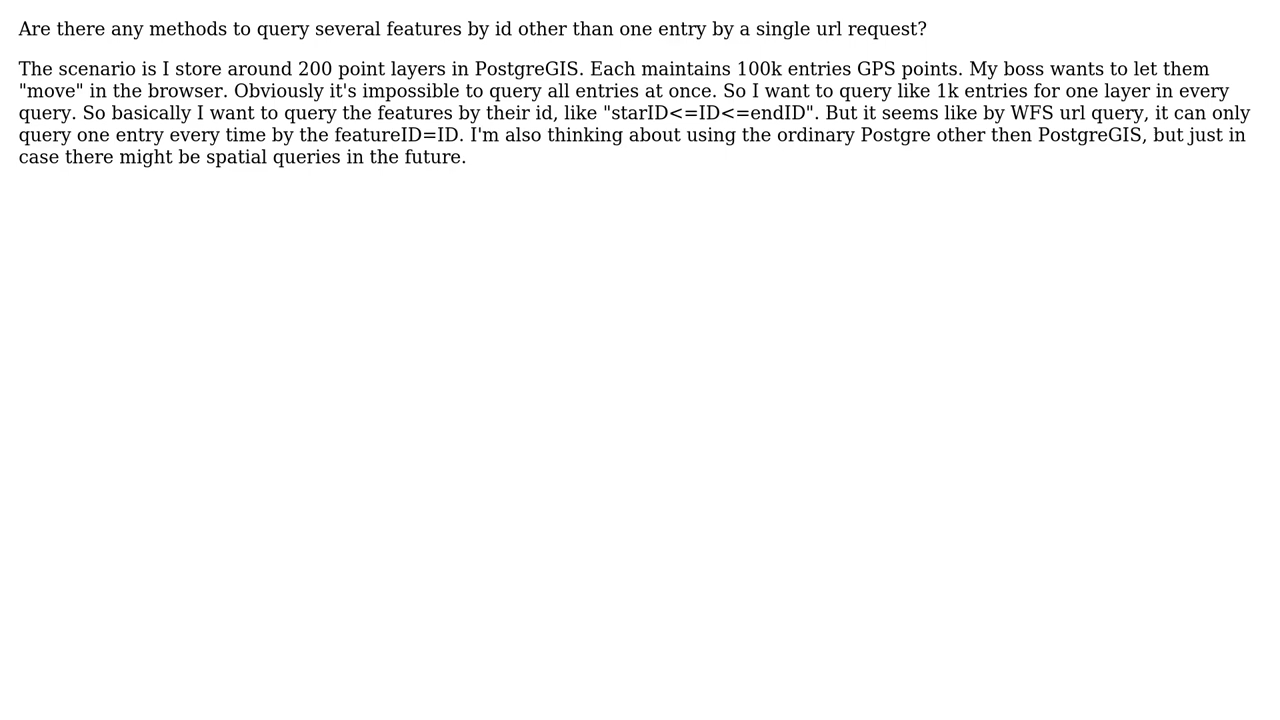 Are there any methods to query several features by id other than one entry by a single url request?
The scenario is I store around 200 point layers in PostgreGIS. Each maintains 100k entries GPS points. My boss wants to let them
"move" in the browser. Obviously it's impossible to query all entries at once. So I want to query like 1k entries for one layer in every
query. So basically I want to query the features by their id, like "starID<=ID<=endID". But it seems like by WFS url query, it can only
query one entry every time by the featureID=ID. I'm also thinking about using the ordinary Postgre other then PostgreGIS, but just in
case there might be spatial queries in the future.